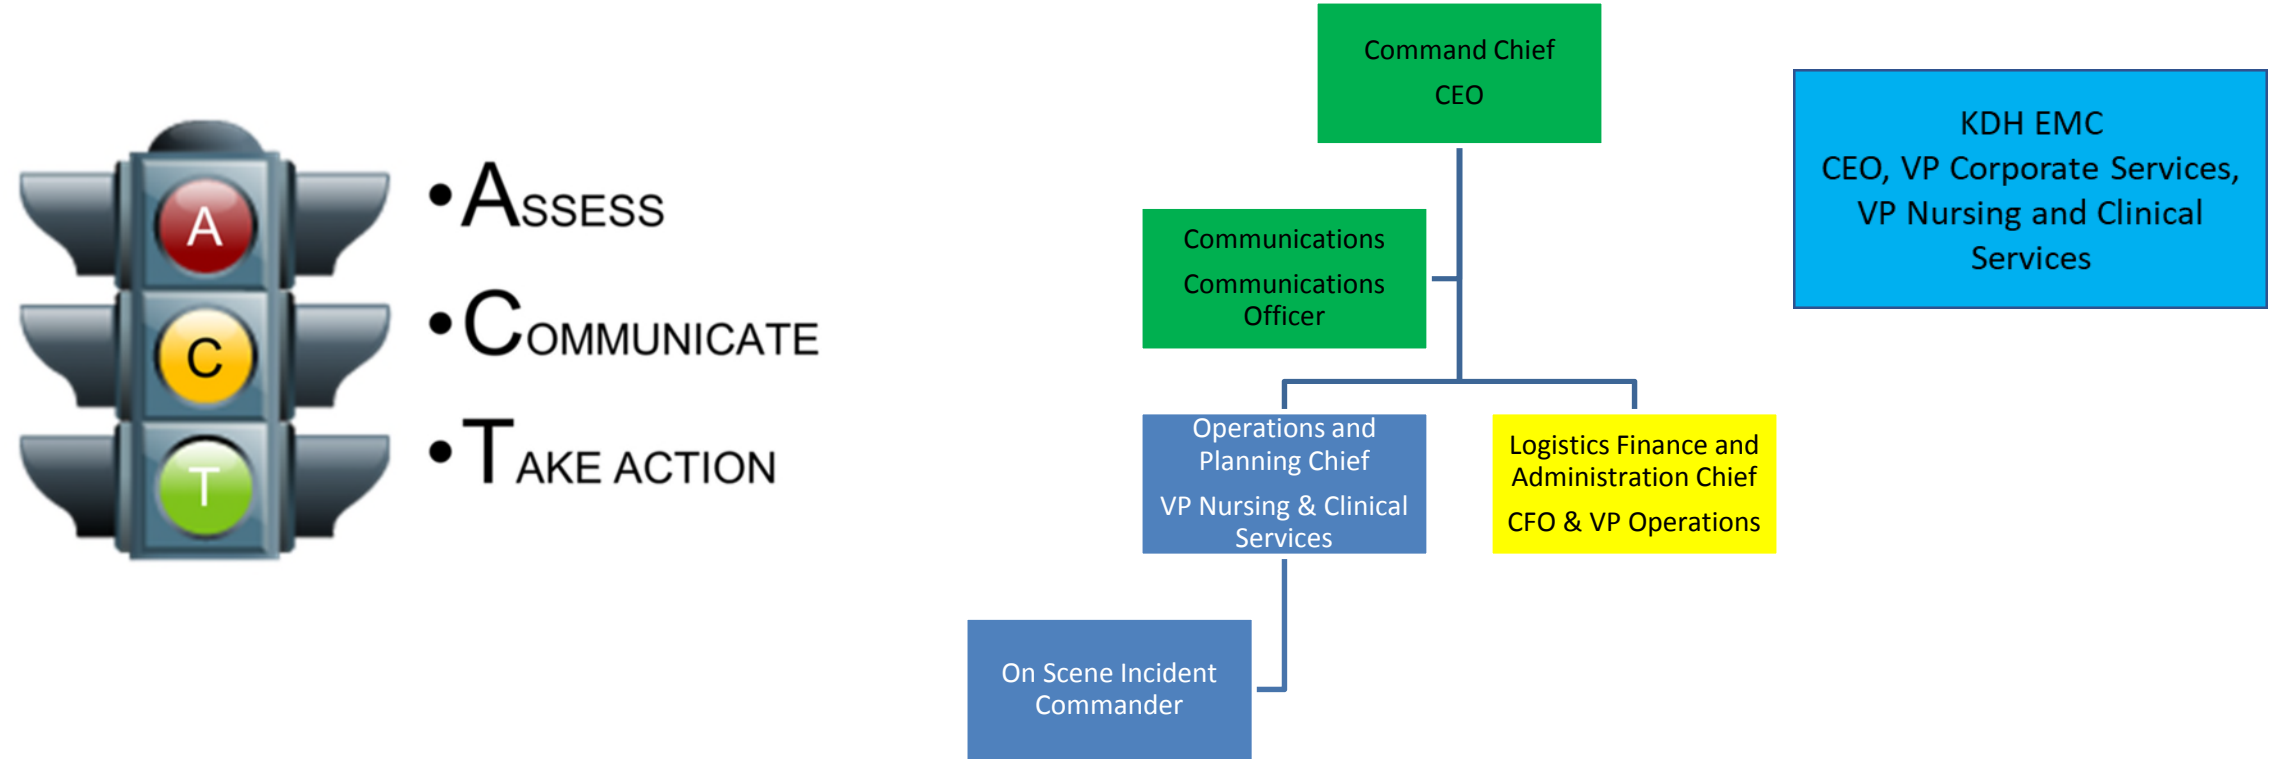 A
C
T
•ASSESS
•COMMUNICATE
•TAKE ACTION
Command Chief
CEO
Communications
Communications
Officer
Operations and
Planning Chief
VP Nursing & Clinical
Services
Logistics Finance and
Administration Chief
CFO & VP Operations
On Scene Incident
Commander
KDH EMC
CEO, VP Corporate Services,
VP Nursing and Clinical
Services